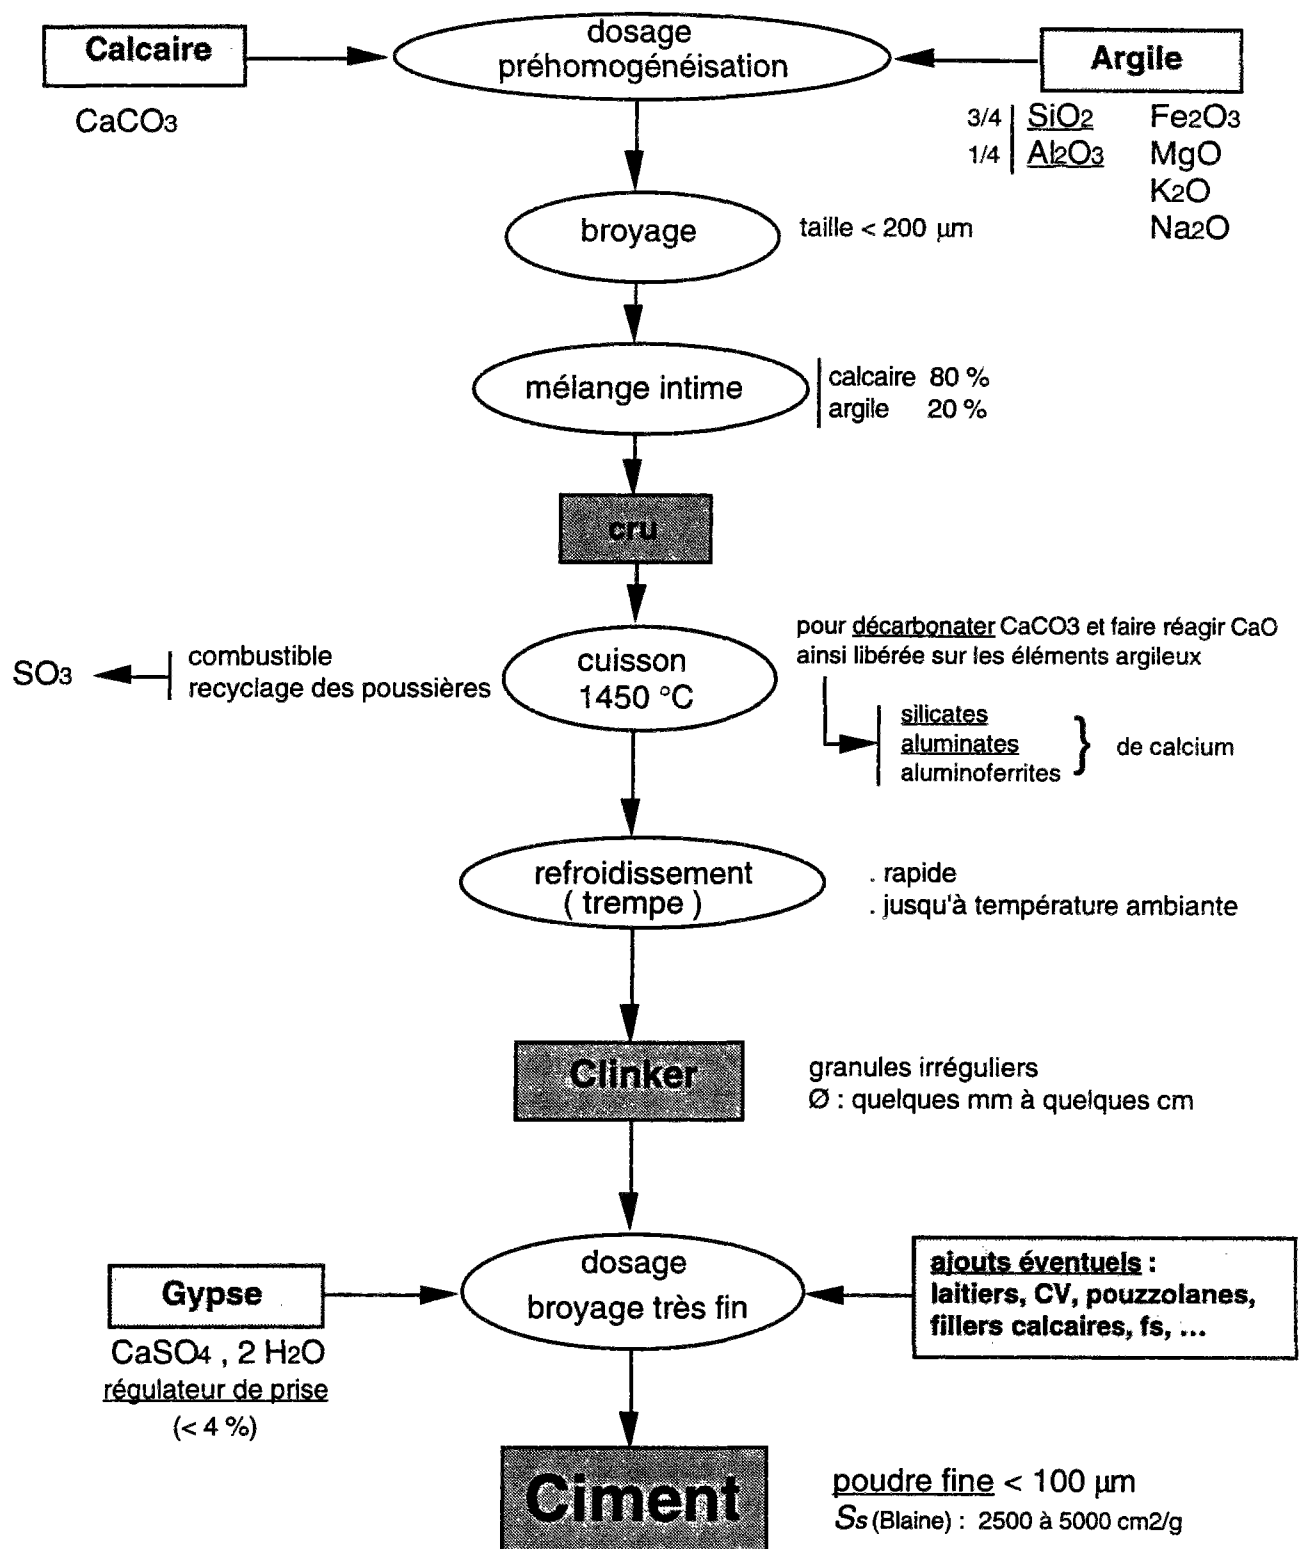 Calcaire
CaCO3
dosage
préhomogénéisation
Argile
3/4 SiO2 Fe2O3
1/4 Al2O3 MgO
K2O
Na2O
broyage
taille < 200 µm
mélange intime
calcaire 80 %
argile 20 %
cru
cuisson
1450 °C
SO3
combustible
recyclage des poussières
pour décarbonater CaCO3 et faire réagir CaO
ainsi libérée sur les éléments argileux
silicates
aluminates
aluminoferrites
} de calcium
refroidissement
( trempe )
. rapide
. jusqu'à température ambiante
Clinker
granules irréguliers
Ø : quelques mm à quelques cm
Gypse
CaSO4 , 2 H2O
régulateur de prise
(< 4 %)
dosage
broyage très fin
ajouts éventuels :
laitiers, CV, pouzzolanes,
fillers calcaires, fs, ...
Ciment
poudre fine < 100 µm
Ss (Blaine) : 2500 à 5000 cm2/g